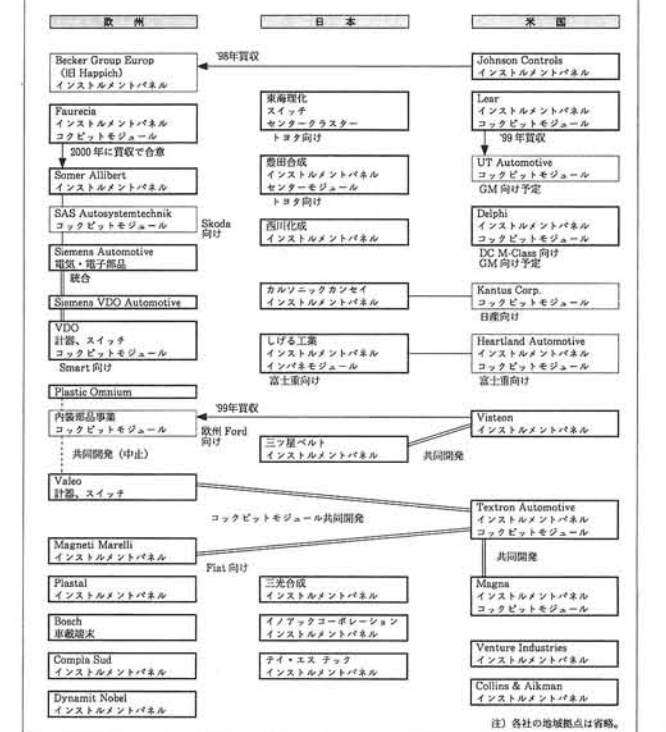 欧 州
日 本
米 国
Becker Group Europ
（旧 Happich）
インストルメントパネル
'98年買収
Johnson Controls
インストルメントパネル
Faurecia
インストルメントパネル
コクピットモジュール
2000 年に買収で合意
Somer Allibert
インストルメントパネル
SAS Autosystemtechnik
コックピットモジュール
Skoda
向け
Siemens Automotive
電気・電子部品
統合
Siemens VDO Automotive
VDO
計器、スイッチ
コックピットモジュール
Smart 向け
Plastic Omnium
内装部品事業
コックピットモジュール
'99年買収
欧州 Ford
向け
共同開発（中止）
Valeo
計器、スイッチ
コックピットモジュール共同開発
Magneti Marelli
インストルメントパネル
Fiat 向け
Plastal
インストルメントパネル
Bosch
車載端末
Compla Sud
インストルメントパネル
Dynamit Nobel
インストルメントパネル
東海理化
スイッチ
センタークラスター
トヨタ向け
豊田合成
インストルメントパネル
センターモジュール
トヨタ向け
西川化成
インストルメントパネル
カルソニックカンセイ
インストルメントパネル
しげる工業
インストルメントパネル
インパネモジュール
富士重向け
三ツ星ベルト
インストルメントパネル
共同開発
三光合成
インストルメントパネル
イノアックコーポレーション
インストルメントパネル
テイ・エス テック
インストルメントパネル
Lear
インストルメントパネル
コックピットモジュール
'99 年買収
UT Automotive
コックピットモジュール
GM 向け予定
Delphi
インストルメントパネル
コックピットモジュール
DC M-Class 向け
GM 向け予定
Kantus Corp.
コックピットモジュール
日産向け
Heartland Automotive
インストルメントパネル
コックピットモジュール
富士重向け
Visteon
インストルメントパネル
Textron Automotive
インストルメントパネル
コックピットモジュール
共同開発
Magna
インストルメントパネル
コックピットモジュール
Venture Industries
インストルメントパネル
Collins & Aikman
インストルメントパネル
注）各社の地域拠点は省略。